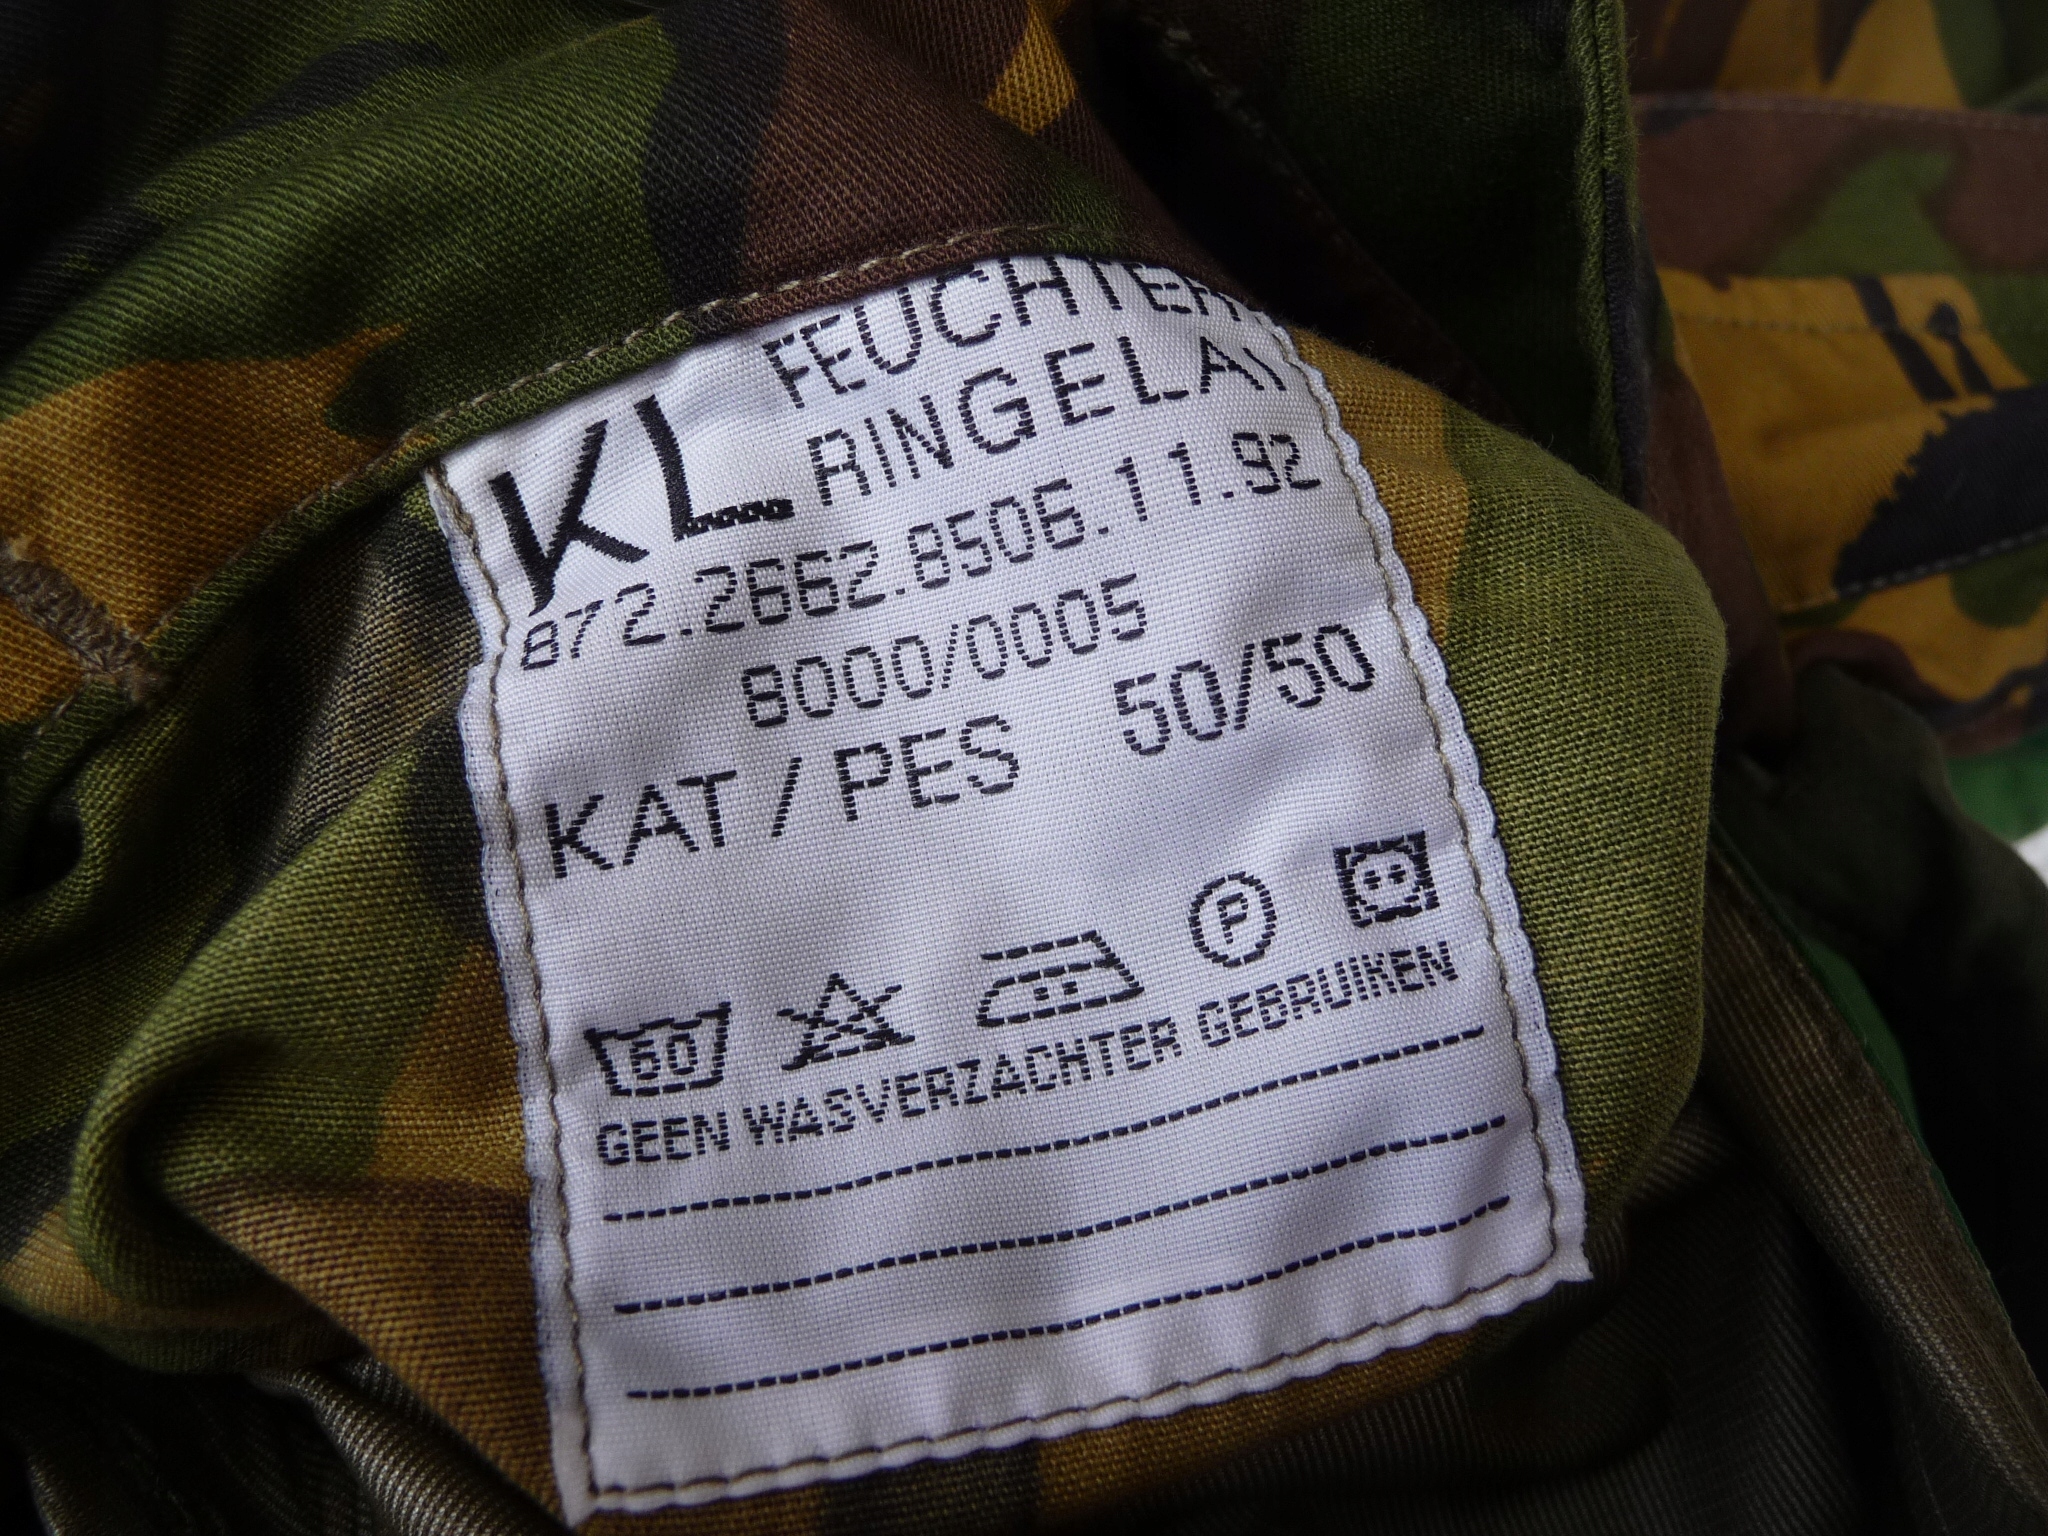 KL FEUCHTER
RINGELAI
872.2662.8506.11.92
8000/0005
KAT / PES 50/50
60 P
GEEN WASVERZACHTER GEBRUIKEN